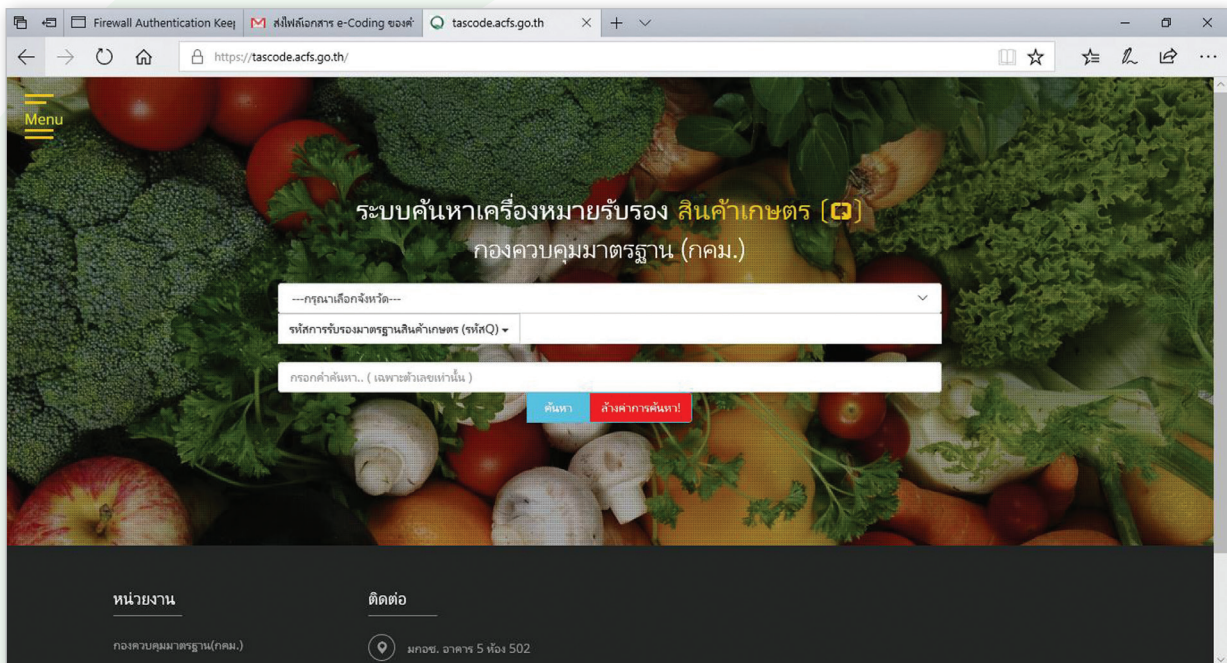 Firewall Authentication Keep
ส่งไฟล์เอกสาร e-Coding ของคำ
tascode.acfs.go.th
https://tascode.acfs.go.th/
Menu
ระบบค้นหาเครื่องหมายรับรอง สินค้าเกษตร
กองควบคุมมาตรฐาน (กคม.)
---กรุณาเลือกจังหวัด---
รหัสการรับรองมาตรฐานสินค้าเกษตร (รหัสQ)
กรอกคำค้นหา.. ( เฉพาะตัวเลขเท่านั้น )
ค้นหา ล้างค่าการค้นหา!
หน่วยงาน
ติดต่อ
กองควบคุมมาตรฐาน(กคม.)
มกอช. อาคาร 5 ห้อง 502